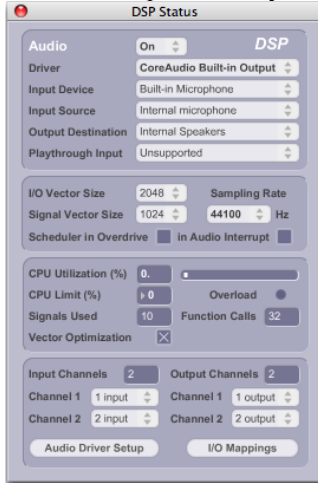 DSP Status
Audio On DSP
Driver CoreAudio Built-in Output
Input Device Built-in Microphone
Input Source Internal microphone
Output Destination Internal Speakers
Playthrough Input Unsupported
I/O Vector Size 2048 Sampling Rate
Signal Vector Size 1024 44100 Hz
Scheduler in Overdrive in Audio Interrupt
CPU Utilization (%) 0.
CPU Limit (%) 0 Overload
Signals Used 10 Function Calls 32
Vector Optimization
Input Channels 2 Output Channels 2
Channel 1 1 input Channel 1 1 output
Channel 2 2 input Channel 2 2 output
Audio Driver Setup I/O Mappings